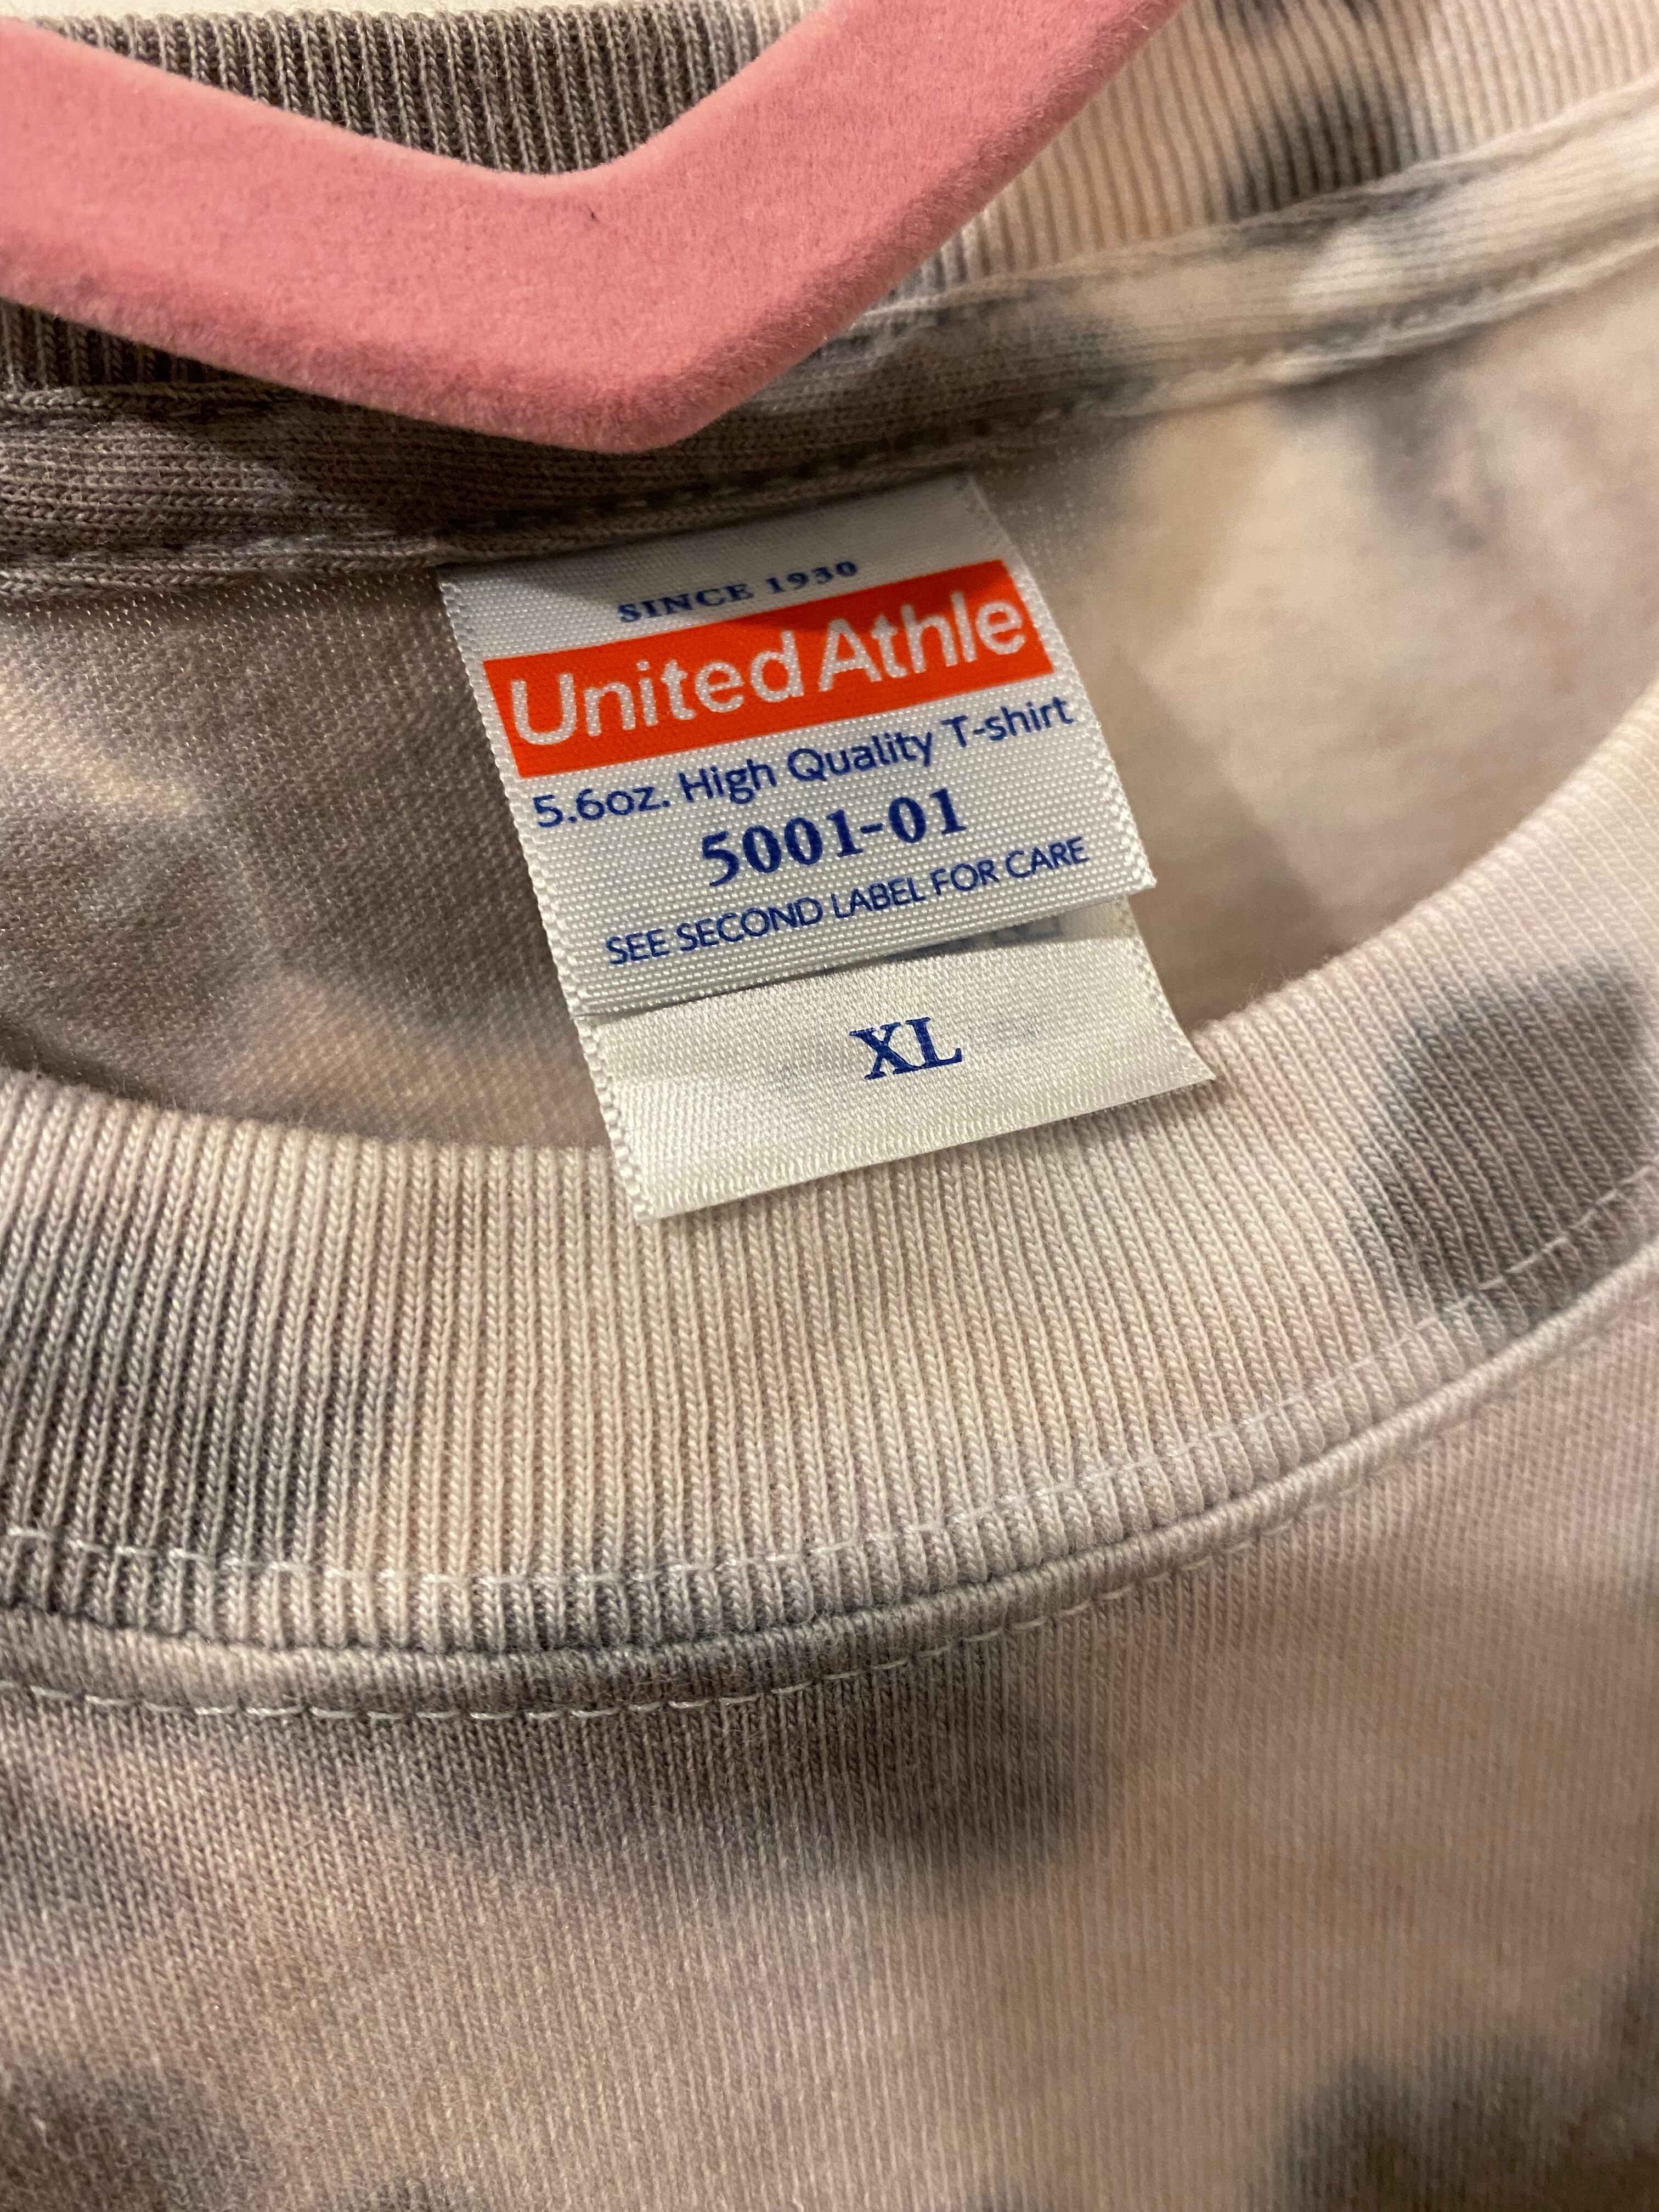 SINCE 1930
United Athle
5.6oz. High Quality T-shirt
5001-01
SEE SECOND LABEL FOR CARE
XL